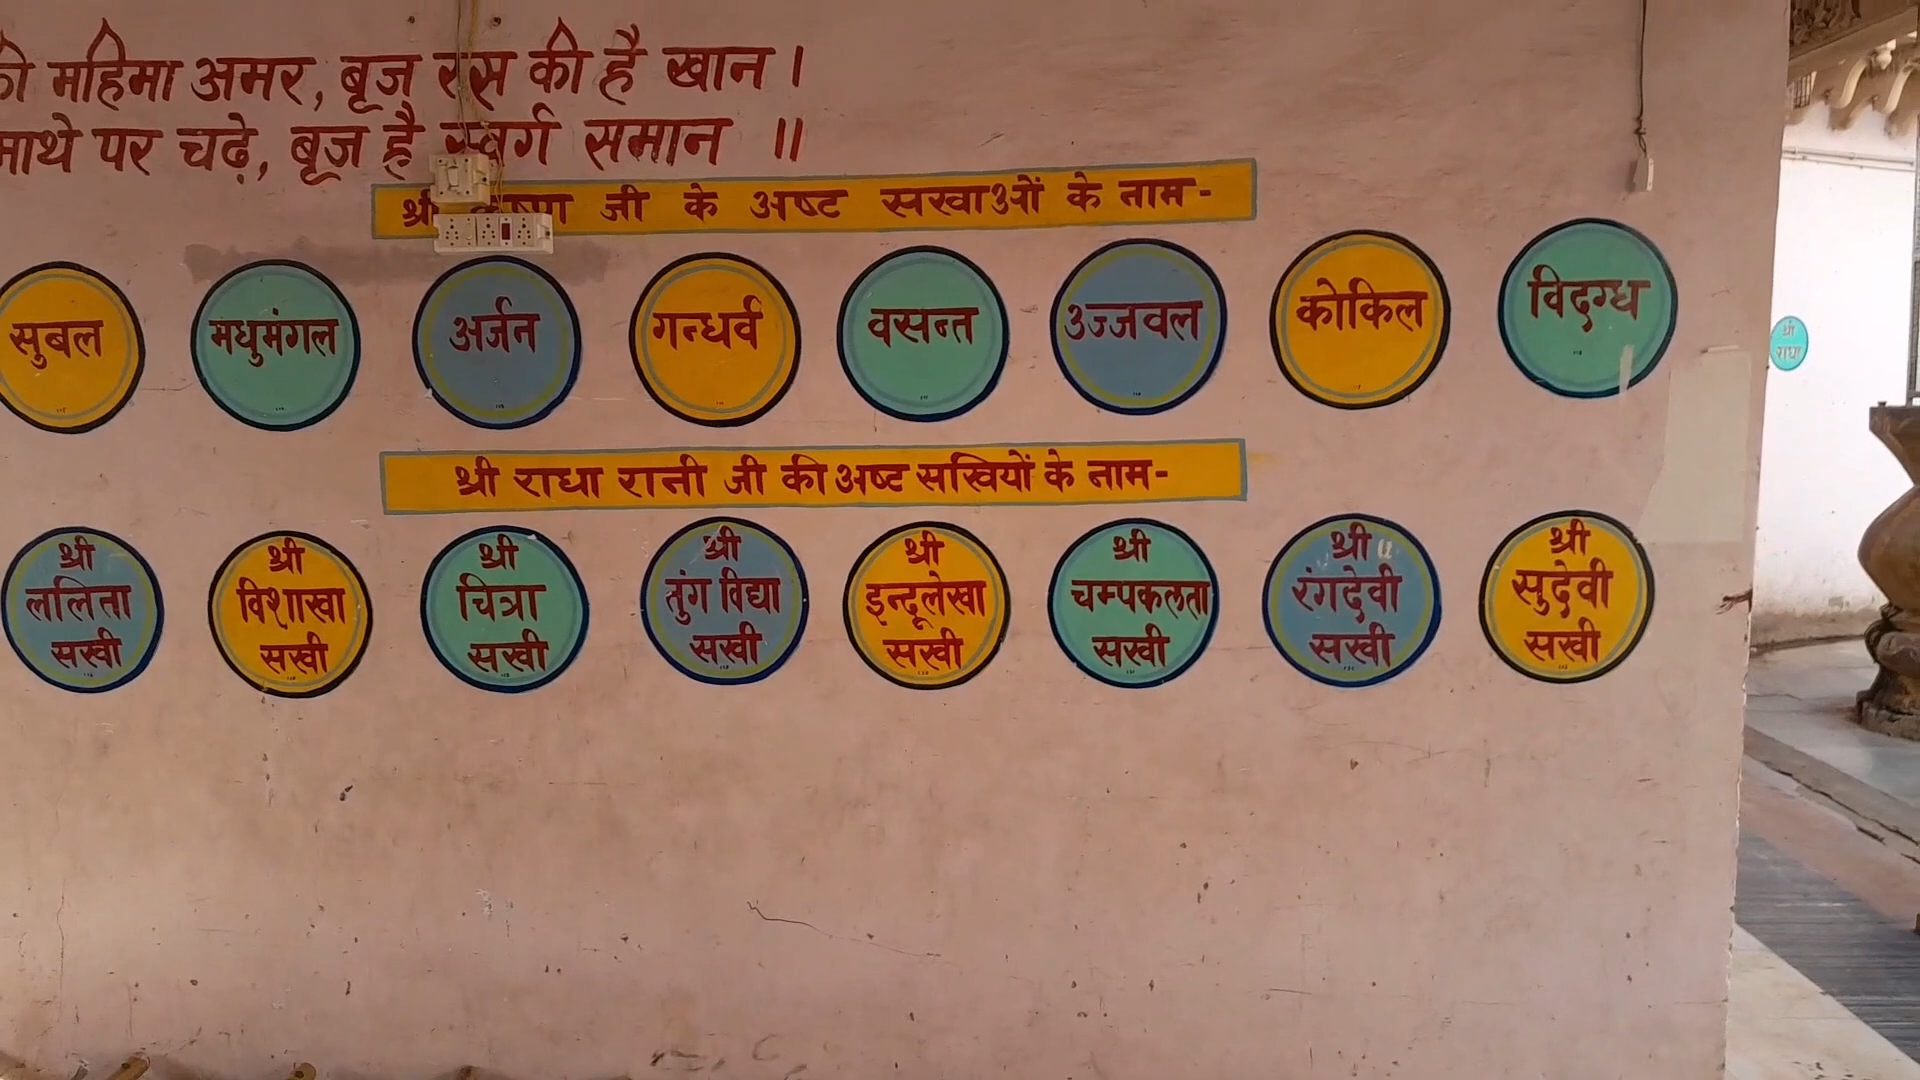 की महिमा अमर, बृज रस की है खान।
माथे पर चढ़े, बृज है स्वर्ग समान ॥
श्री जी के अष्ट सखाओं के नाम-
सुबल
मधुमंगल
अर्जन
गन्धर्व
वसन्त
उज्जवल
कोकिल
विदग्ध
श्री
राधा
श्री राधा रानी जी की अष्ट सखियों के नाम-
श्री
ललिता
सखी
श्री
विशाखा
सखी
श्री
चित्रा
सखी
श्री
तुंग विद्या
सखी
श्री
इन्दूलेखा
सखी
श्री
चम्पकलता
सखी
श्री
रंगदेवी
सखी
श्री
सुदेवी
सखी